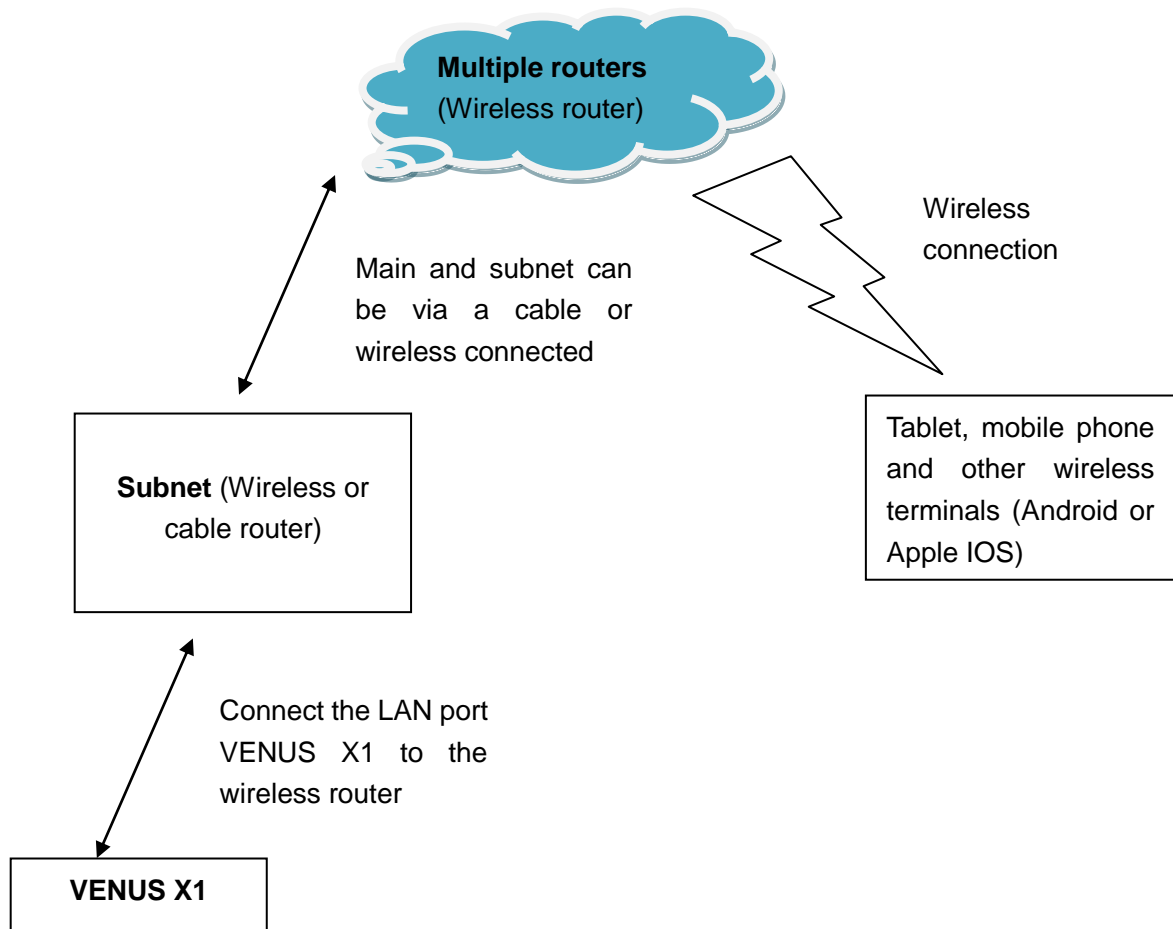 Multiple routers
(Wireless router)
Wireless
connection
Main and subnet can
be via a cable or
wireless connected
Tablet, mobile phone
and other wireless
terminals (Android or
Apple IOS)
Subnet (Wireless or
cable router)
Connect the LAN port
VENUS X1 to the
wireless router
VENUS X1